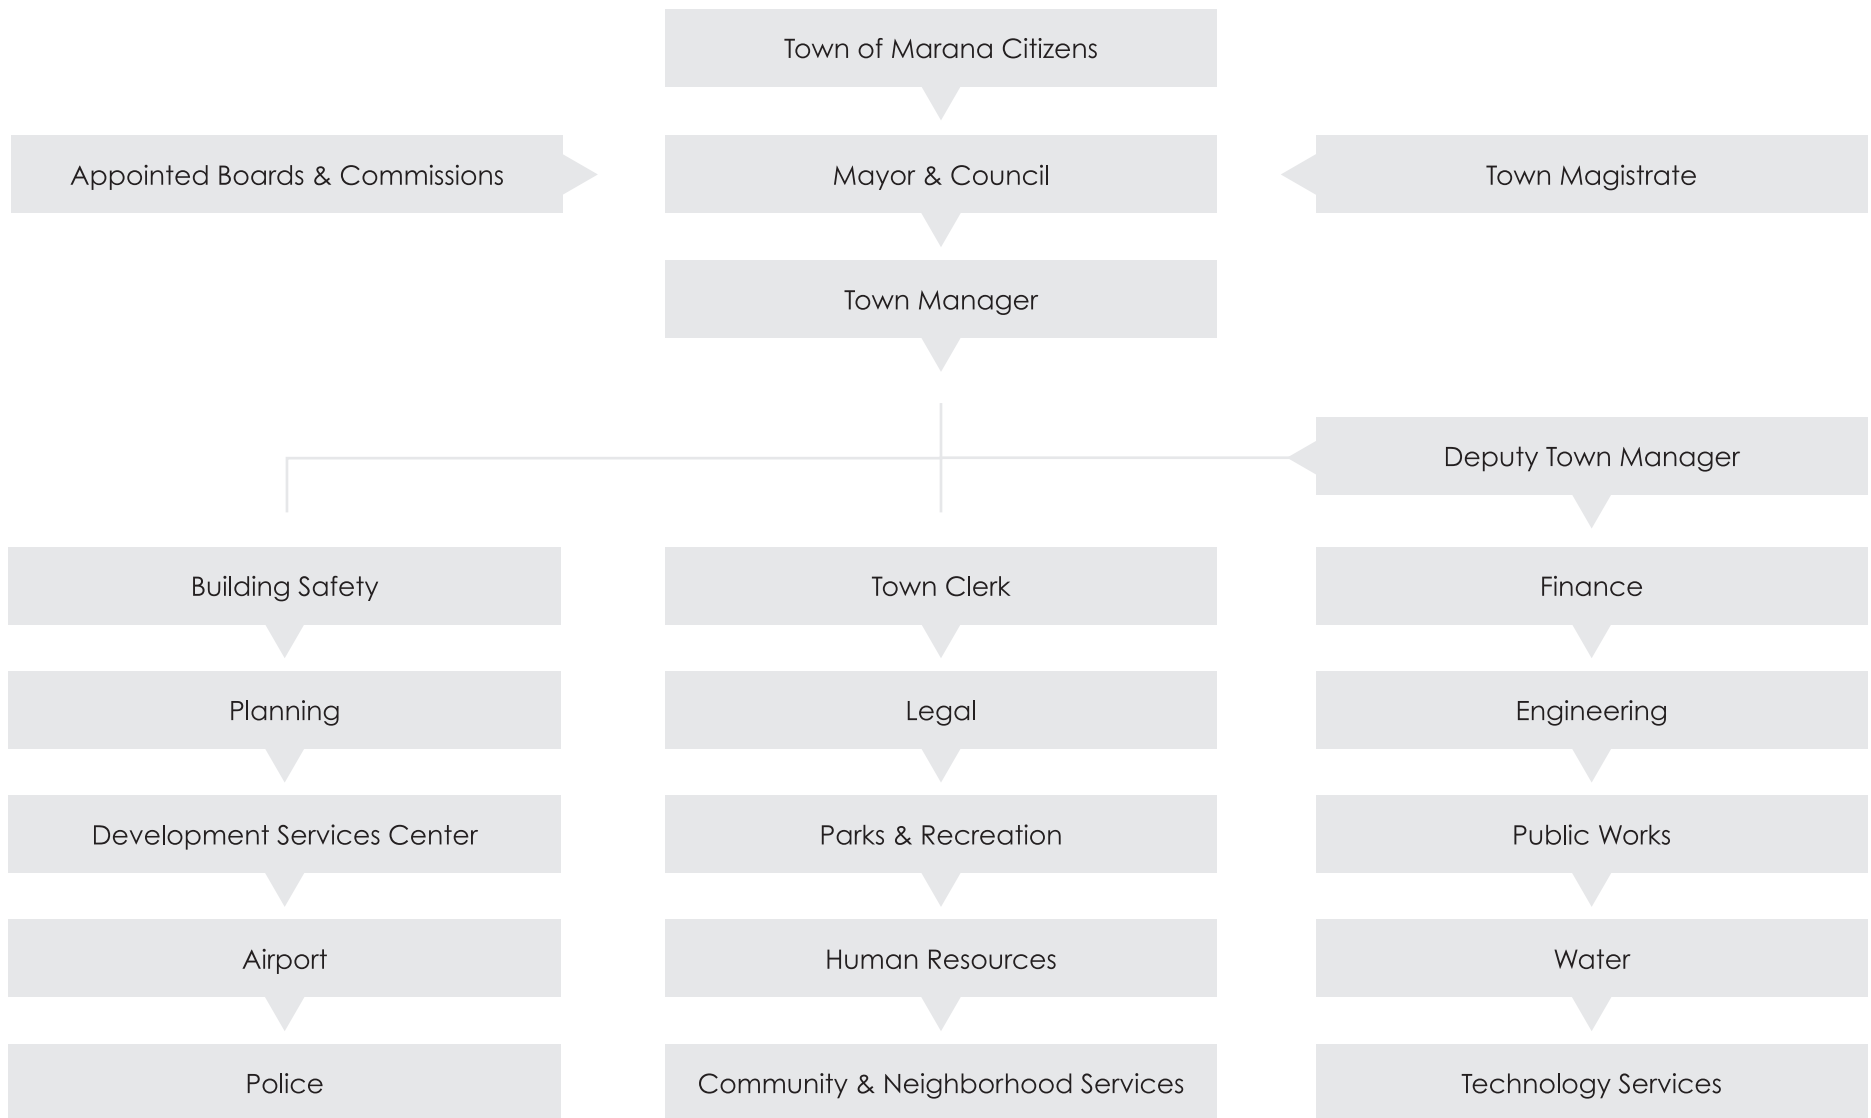 Town of Marana Citizens
Appointed Boards & Commissions
Mayor & Council
Town Magistrate
Town Manager
Deputy Town Manager
Building Safety
Town Clerk
Finance
Planning
Legal
Engineering
Development Services Center
Parks & Recreation
Public Works
Airport
Human Resources
Water
Police
Community & Neighborhood Services
Technology Services